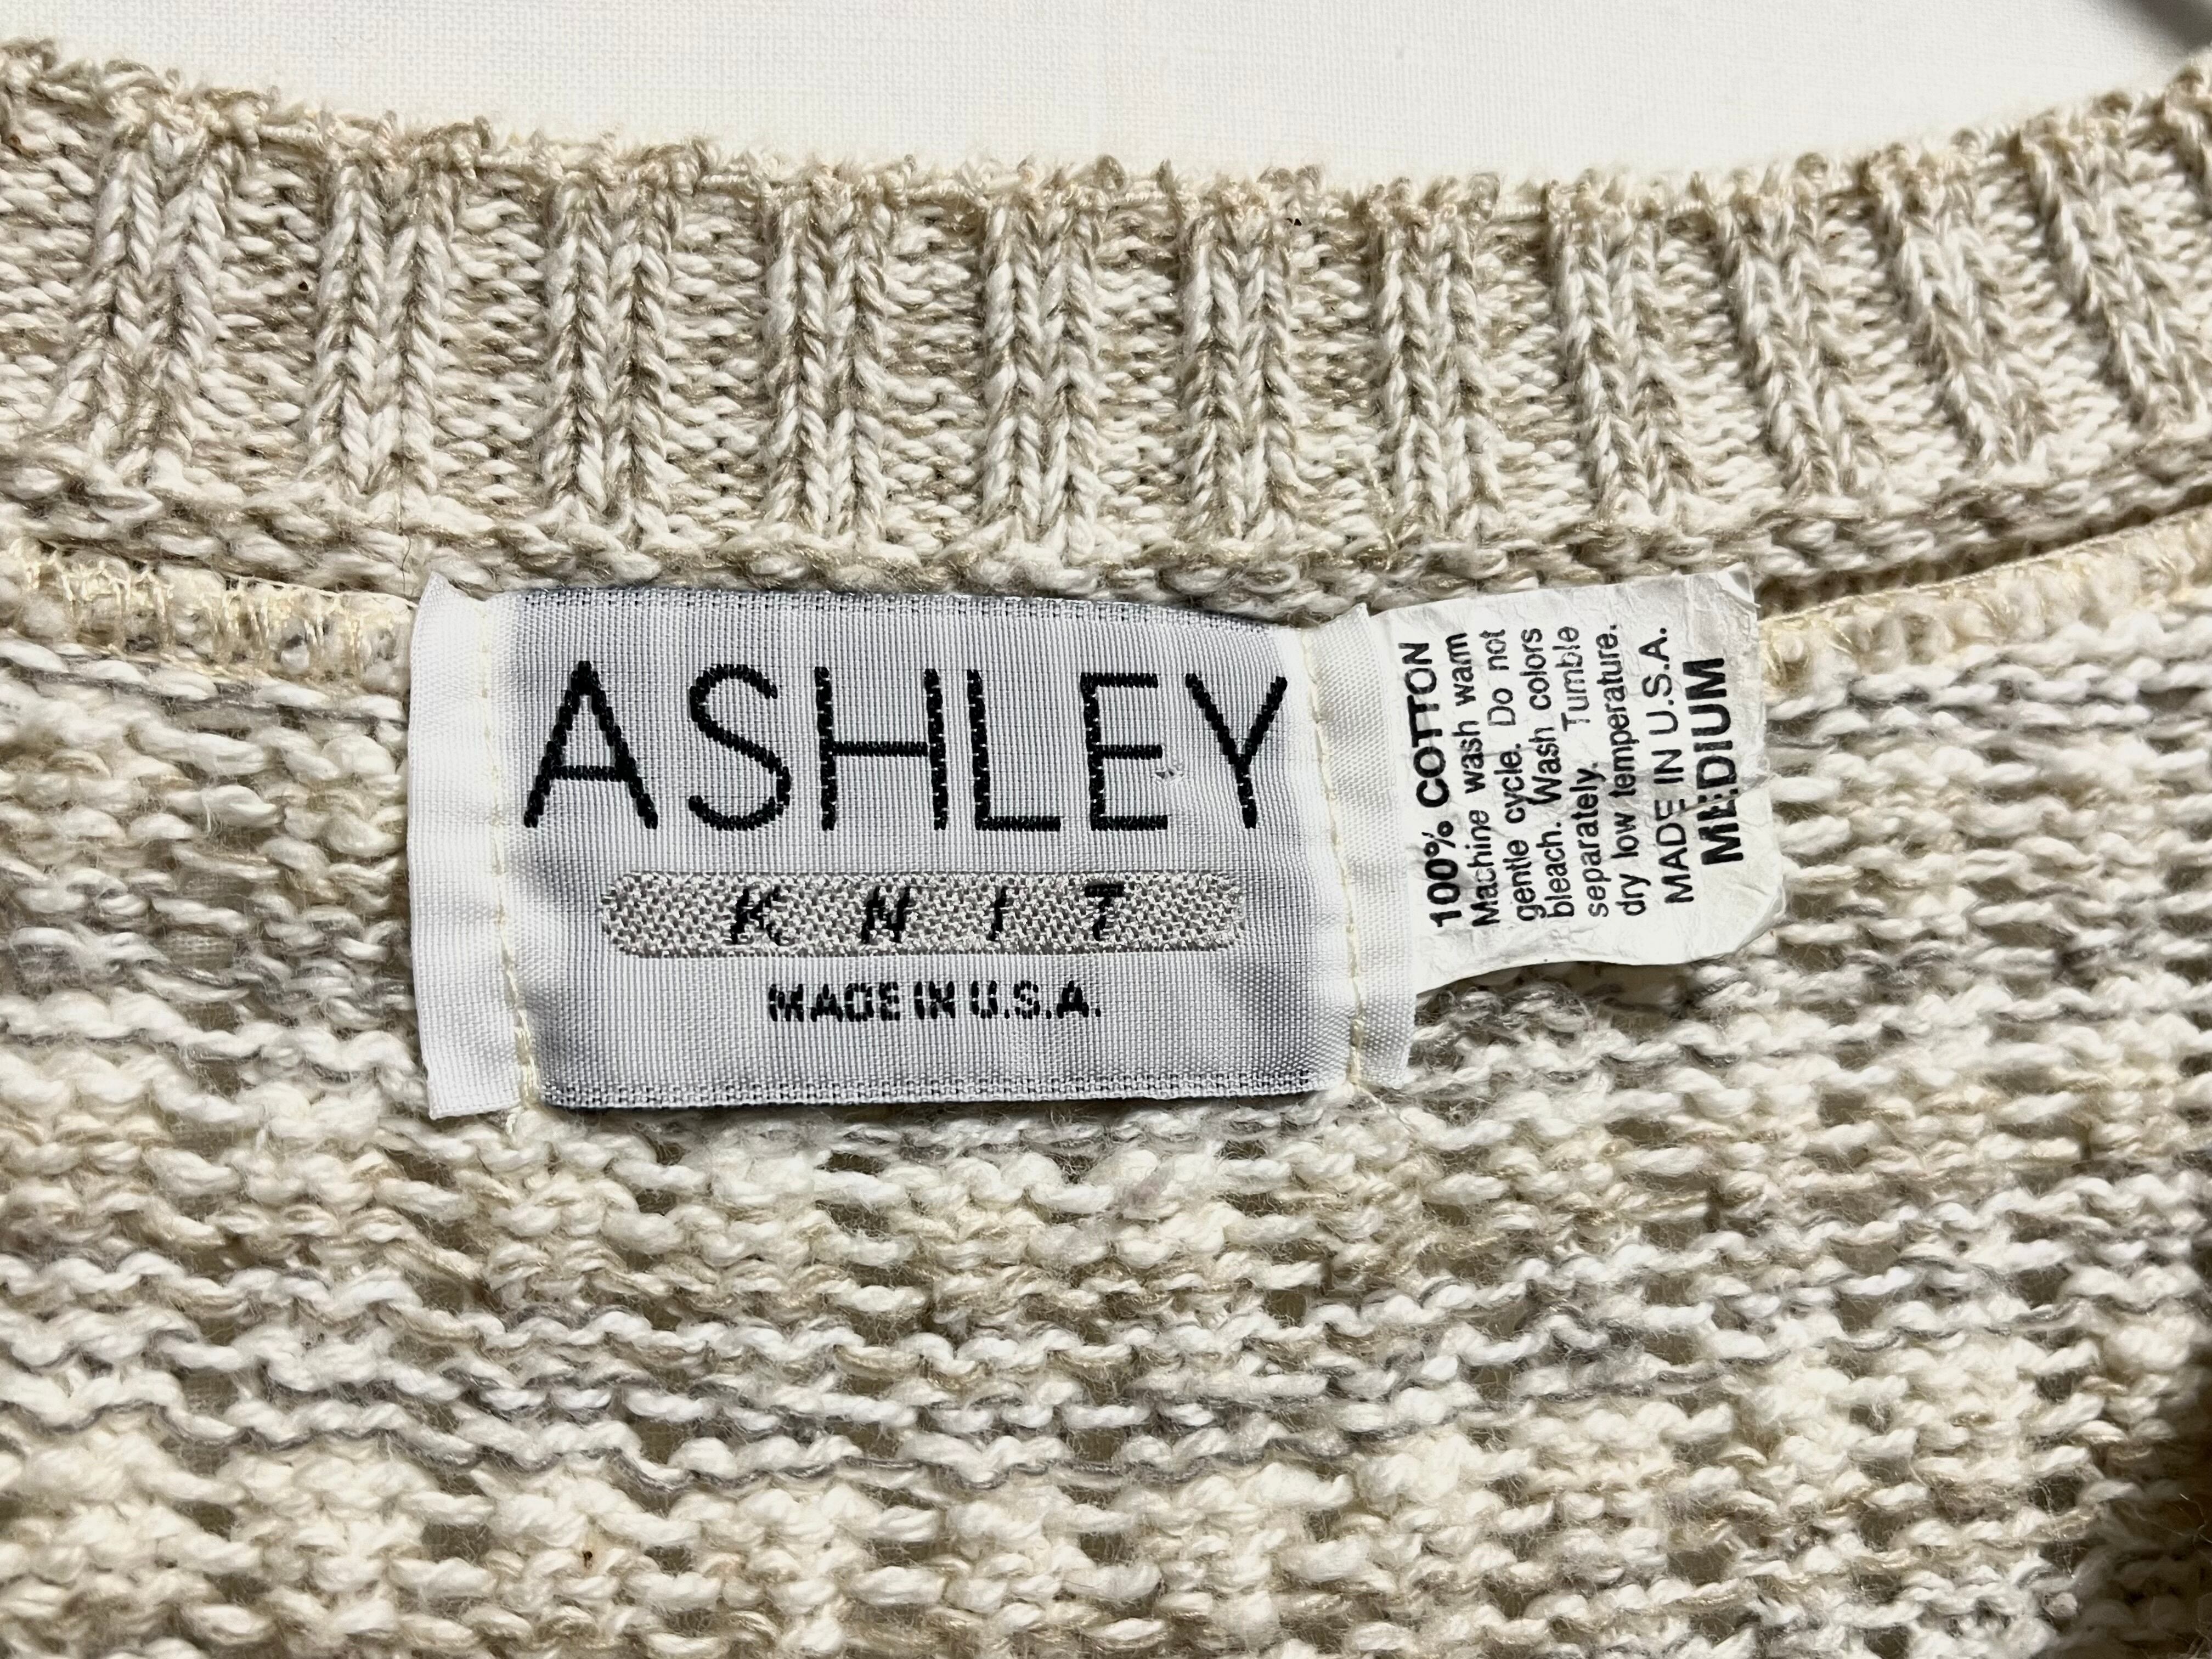 ASHLEY
KNIT
MADE IN U.S.A.
100% COTTON
Machine wash warm
gentle cycle. Do not
bleach. Wash colors
separately. Tumble
dry low temperature.
MADE IN U.S.A.
MEDIUM